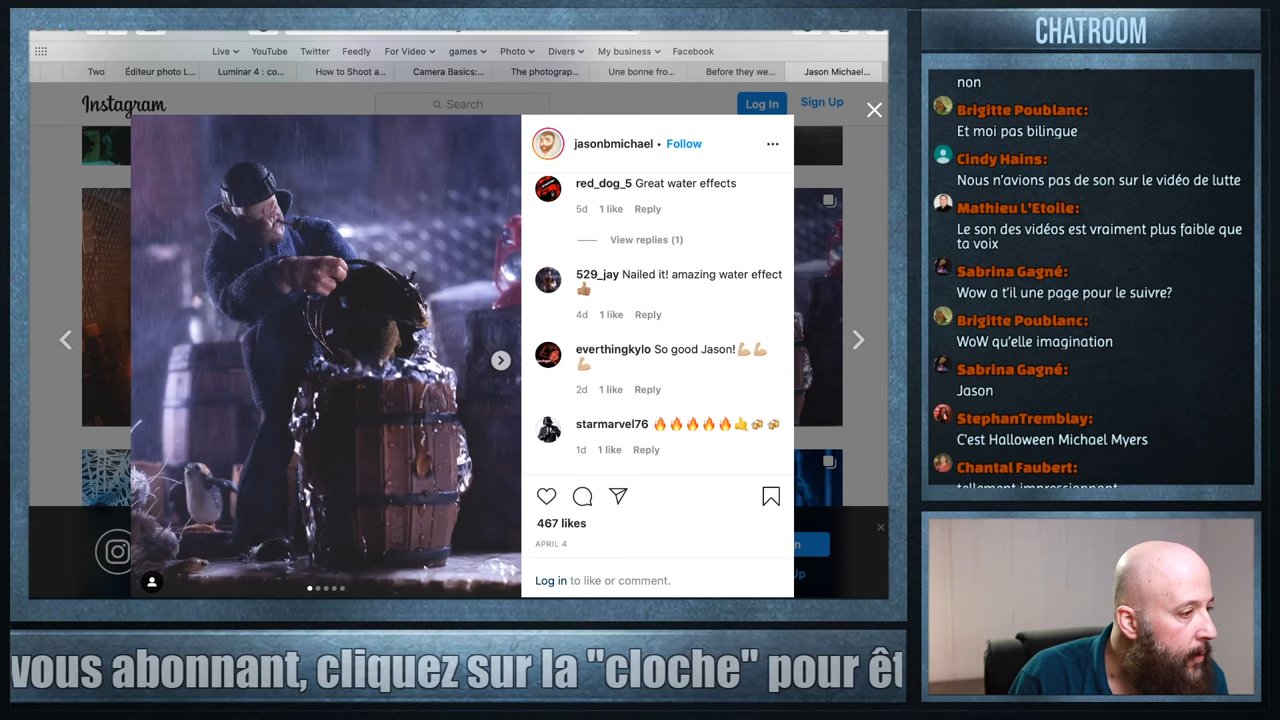 Live YouTube Twitter Feedly For Video games Photo Divers My business Facebook
Two Éditeur photo L... Luminar 4 : co... How to Shoot a... Camera Basics:... The photograp... Une bonne fro... Before they we... Jason Michael...
Instagram Search Log In Sign Up
jasonbmichael • Follow
red_dog_5 Great water effects
5d 1 like Reply
View replies (1)
529_jay Nailed it! amazing water effect
👍🏽
4d 1 like Reply
everthingkylo So good Jason!💪🏼💪🏼
💪🏼
2d 1 like Reply
starmarvel76 🔥🔥🔥🔥🔥🤙🍻🍻
1d 1 like Reply
467 likes
APRIL 4
Log in to like or comment.
vous abonnant, cliquez sur la "cloche" pour êt
CHATROOM
non
Brigitte Poublanc:
Et moi pas bilingue
Cindy Hains:
Nous n'avions pas de son sur le vidéo de lutte
Mathieu L'Etoile:
Le son des vidéos est vraiment plus faible que
ta voix
Sabrina Gagné:
Wow a t'il une page pour le suivre?
Brigitte Poublanc:
WoW qu'elle imagination
Sabrina Gagné:
Jason
StephanTremblay:
C'est Halloween Michael Myers
Chantal Faubert:
tellement impressionnant